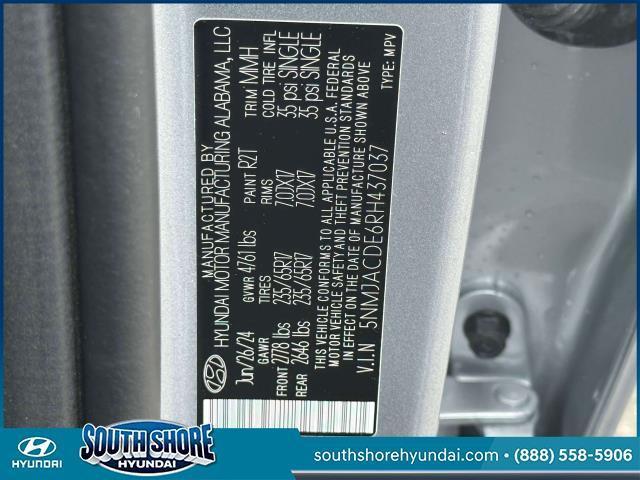 MANUFACTURED BY
HYUNDAI MOTOR MANUFACTURING ALABAMA, LLC
Jun/26/24 GVWR 4761 lbs PAINT R2T TRIM MMH
GAWR TIRES RIMS COLD TIRE INFL
FRONT 2778 lbs 235/65R17 7.0JX17 35 psi SINGLE
REAR 2646 lbs 235/65R17 7.0JX17 35 psi SINGLE
THIS VEHICLE CONFORMS TO ALL APPLICABLE U.S.A. FEDERAL
MOTOR VEHICLE SAFETY AND THEFT PREVENTION STANDARDS
IN EFFECT ON THE DATE OF MANUFACTURE SHOWN ABOVE
V.I.N 5NMJACDE6RH437037 TYPE: MPV
HYUNDAI
SOUTH SHORE
HYUNDAI
southshorehyundai.com • (888) 558-5906